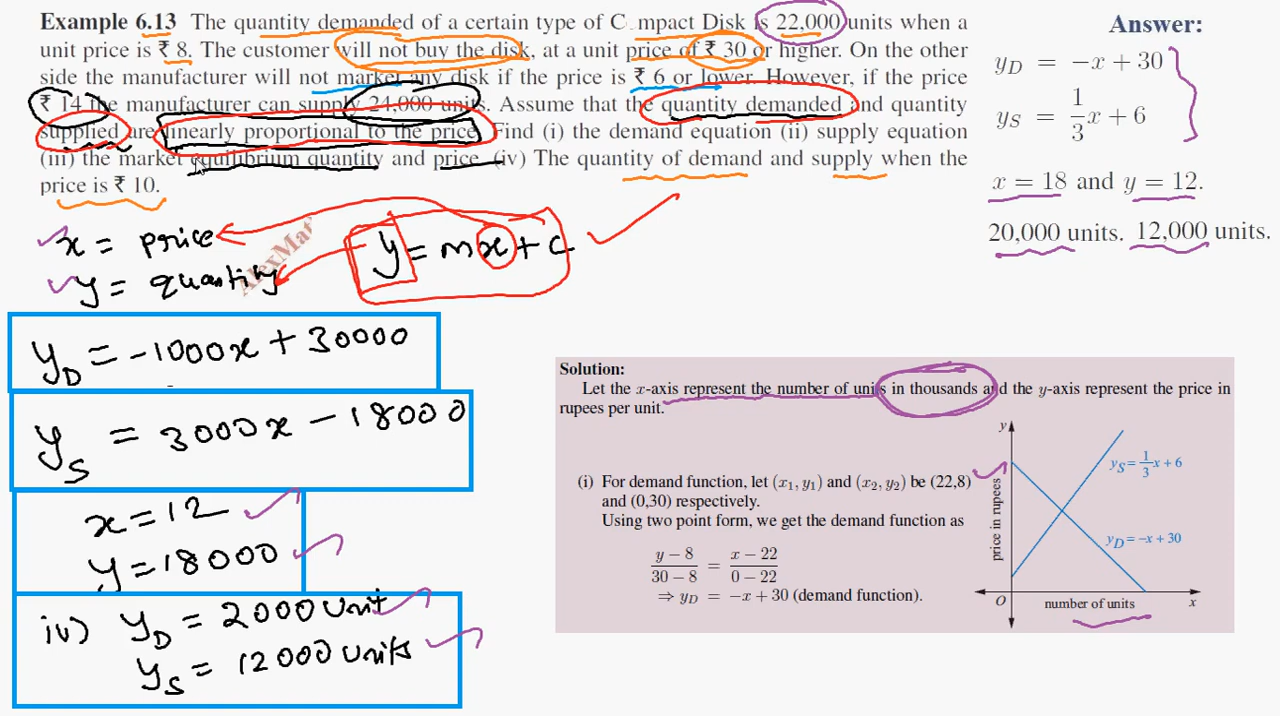 Example 6.13 The quantity demanded of a certain type of C mpact Disk is 22,000 units when a
unit price is ₹ 8. The customer will not buy the disk, at a unit price of ₹ 30 or higher. On the other
side the manufacturer will not market any disk if the price is ₹ 6 or lower. However, if the price
₹ 14 the manufacturer can supply 24,000 units. Assume that the quantity demanded and quantity
supplied are linearly proportional to the price. Find (i) the demand equation (ii) supply equation
(iii) the market equilibrium quantity and price. (iv) The quantity of demand and supply when the
price is ₹ 10.
Answer:
y_D = −x + 30
y_S = 1/3 x + 6
x = 18 and y = 12.
20,000 units. 12,000 units.
x = price
y = quantity
y = mx + c
AlexMat
y_D = -1000x + 30000
y_S = 3000x - 18000
x = 12
y = 18000
iv) y_D = 2000 Unit
y_S = 12000 Units
Solution:
Let the x-axis represent the number of units in thousands and the y-axis represent the price in
rupees per unit.
(i) For demand function, let (x₁, y₁) and (x₂, y₂) be (22,8)
and (0,30) respectively.
Using two point form, we get the demand function as
y − 8 / 30 − 8 = x − 22 / 0 − 22
⇒ y_D = −x + 30 (demand function).
y
y_S = 1/3 x + 6
price in rupees
y_D = −x + 30
O
number of units
x